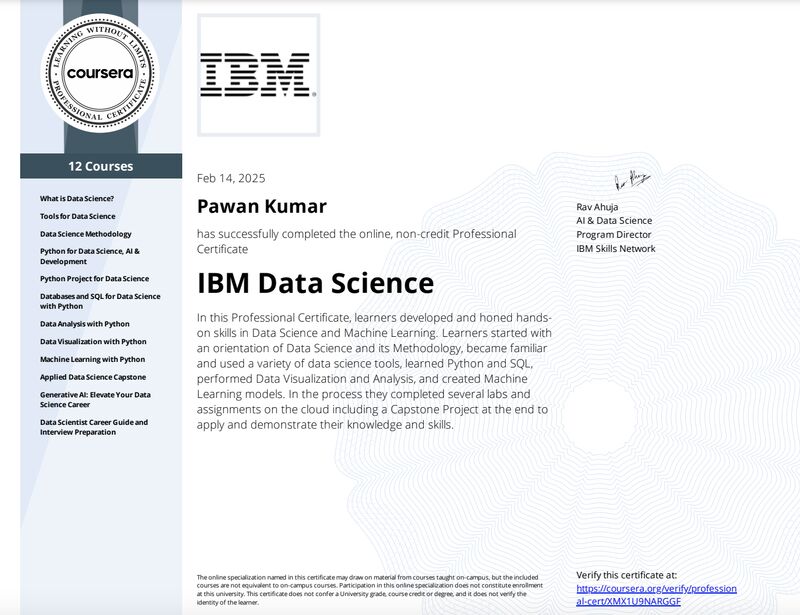 LEARNING WITHOUT LIMITS
coursera
PROFESSIONAL CERTIFICATE
12 Courses
What is Data Science?
Tools for Data Science
Data Science Methodology
Python for Data Science, AI &
Development
Python Project for Data Science
Databases and SQL for Data Science
with Python
Data Analysis with Python
Data Visualization with Python
Machine Learning with Python
Applied Data Science Capstone
Generative AI: Elevate Your Data
Science Career
Data Scientist Career Guide and
Interview Preparation
IBM®
Feb 14, 2025
Pawan Kumar
has successfully completed the online, non-credit Professional
Certificate
IBM Data Science
In this Professional Certificate, learners developed and honed hands-
on skills in Data Science and Machine Learning. Learners started with
an orientation of Data Science and its Methodology, became familiar
and used a variety of data science tools, learned Python and SQL,
performed Data Visualization and Analysis, and created Machine
Learning models. In the process they completed several labs and
assignments on the cloud including a Capstone Project at the end to
apply and demonstrate their knowledge and skills.
Rav Ahuja
Rav Ahuja
AI & Data Science
Program Director
IBM Skills Network
The online specialization named in this certificate may draw on material from courses taught on-campus, but the included
courses are not equivalent to on-campus courses. Participation in this online specialization does not constitute enrollment
at this university. This certificate does not confer a University grade, course credit or degree, and it does not verify the
identity of the learner.
Verify this certificate at:
https://coursera.org/verify/profession
al-cert/XMX1U9NARGGF